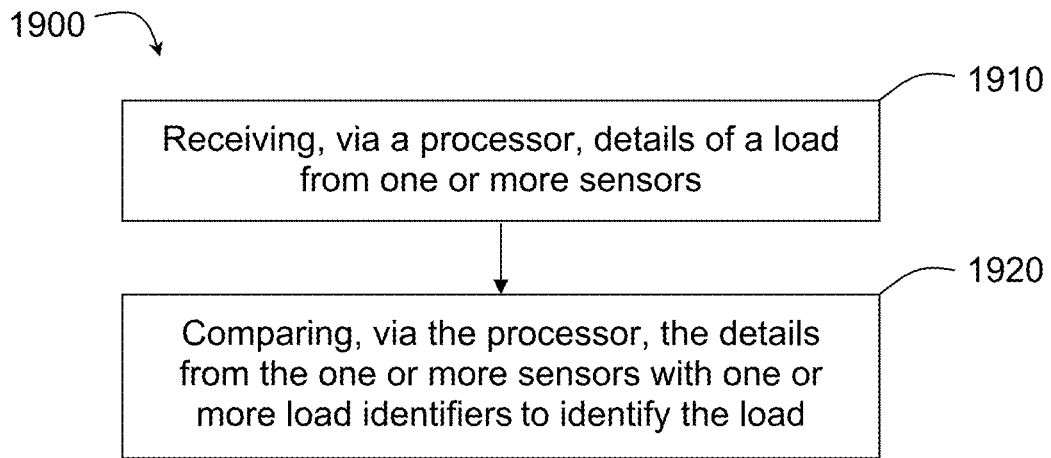 1900
1910
Receiving, via a processor, details of a load
from one or more sensors
1920
Comparing, via the processor, the details
from the one or more sensors with one or
more load identifiers to identify the load